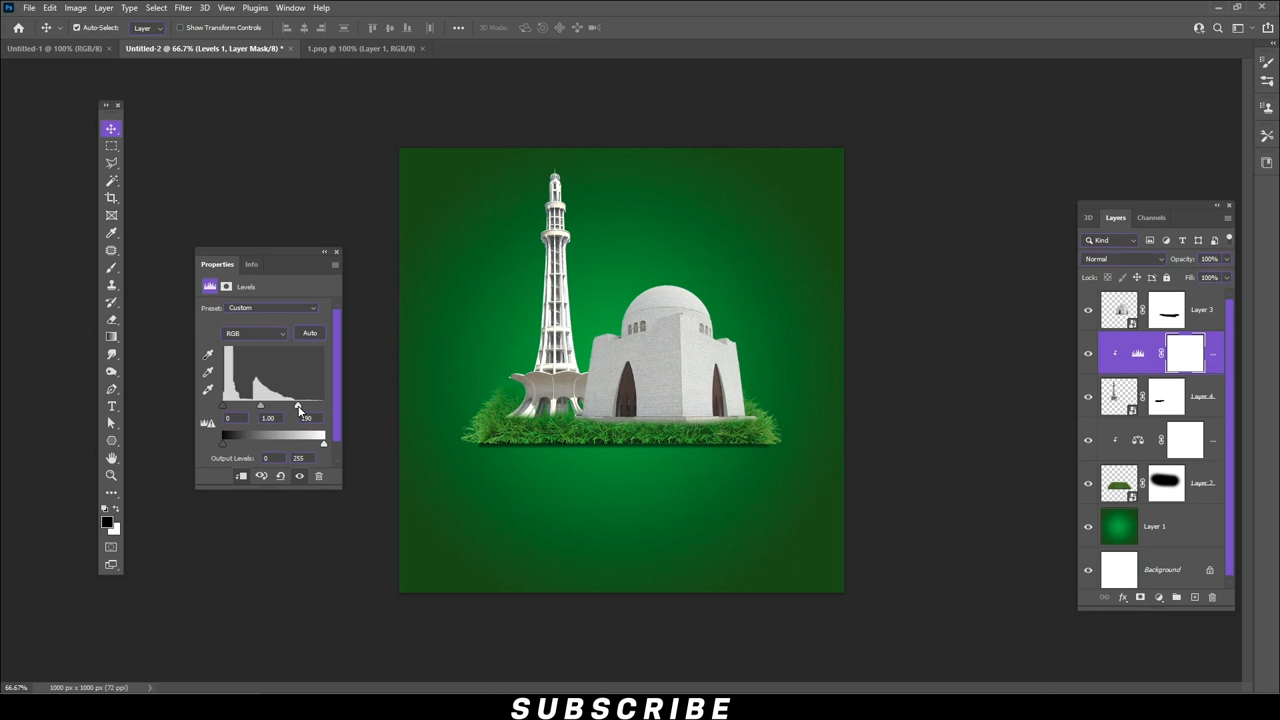 File Edit Image Layer Type Select Filter 3D View Plugins Window Help
Auto-Select: Layer Show Transform Controls 3D Mode:
Untitled-1 @ 100% (RGB/8) × Untitled-2 @ 66.7% (Levels 1, Layer Mask/8) * × 1.png @ 100% (Layer 1, RGB/8) ×
Properties Info
Levels
Preset: Custom
RGB Auto
0 1.00 190
Output Levels: 0 255
3D Layers Channels
Kind
Normal Opacity: 100%
Lock: Fill: 100%
Layer 3
...
Layer 4
...
Layer 2
Layer 1
Background
66.67% 1000 px x 1000 px (72 ppi)
SUBSCRIBE